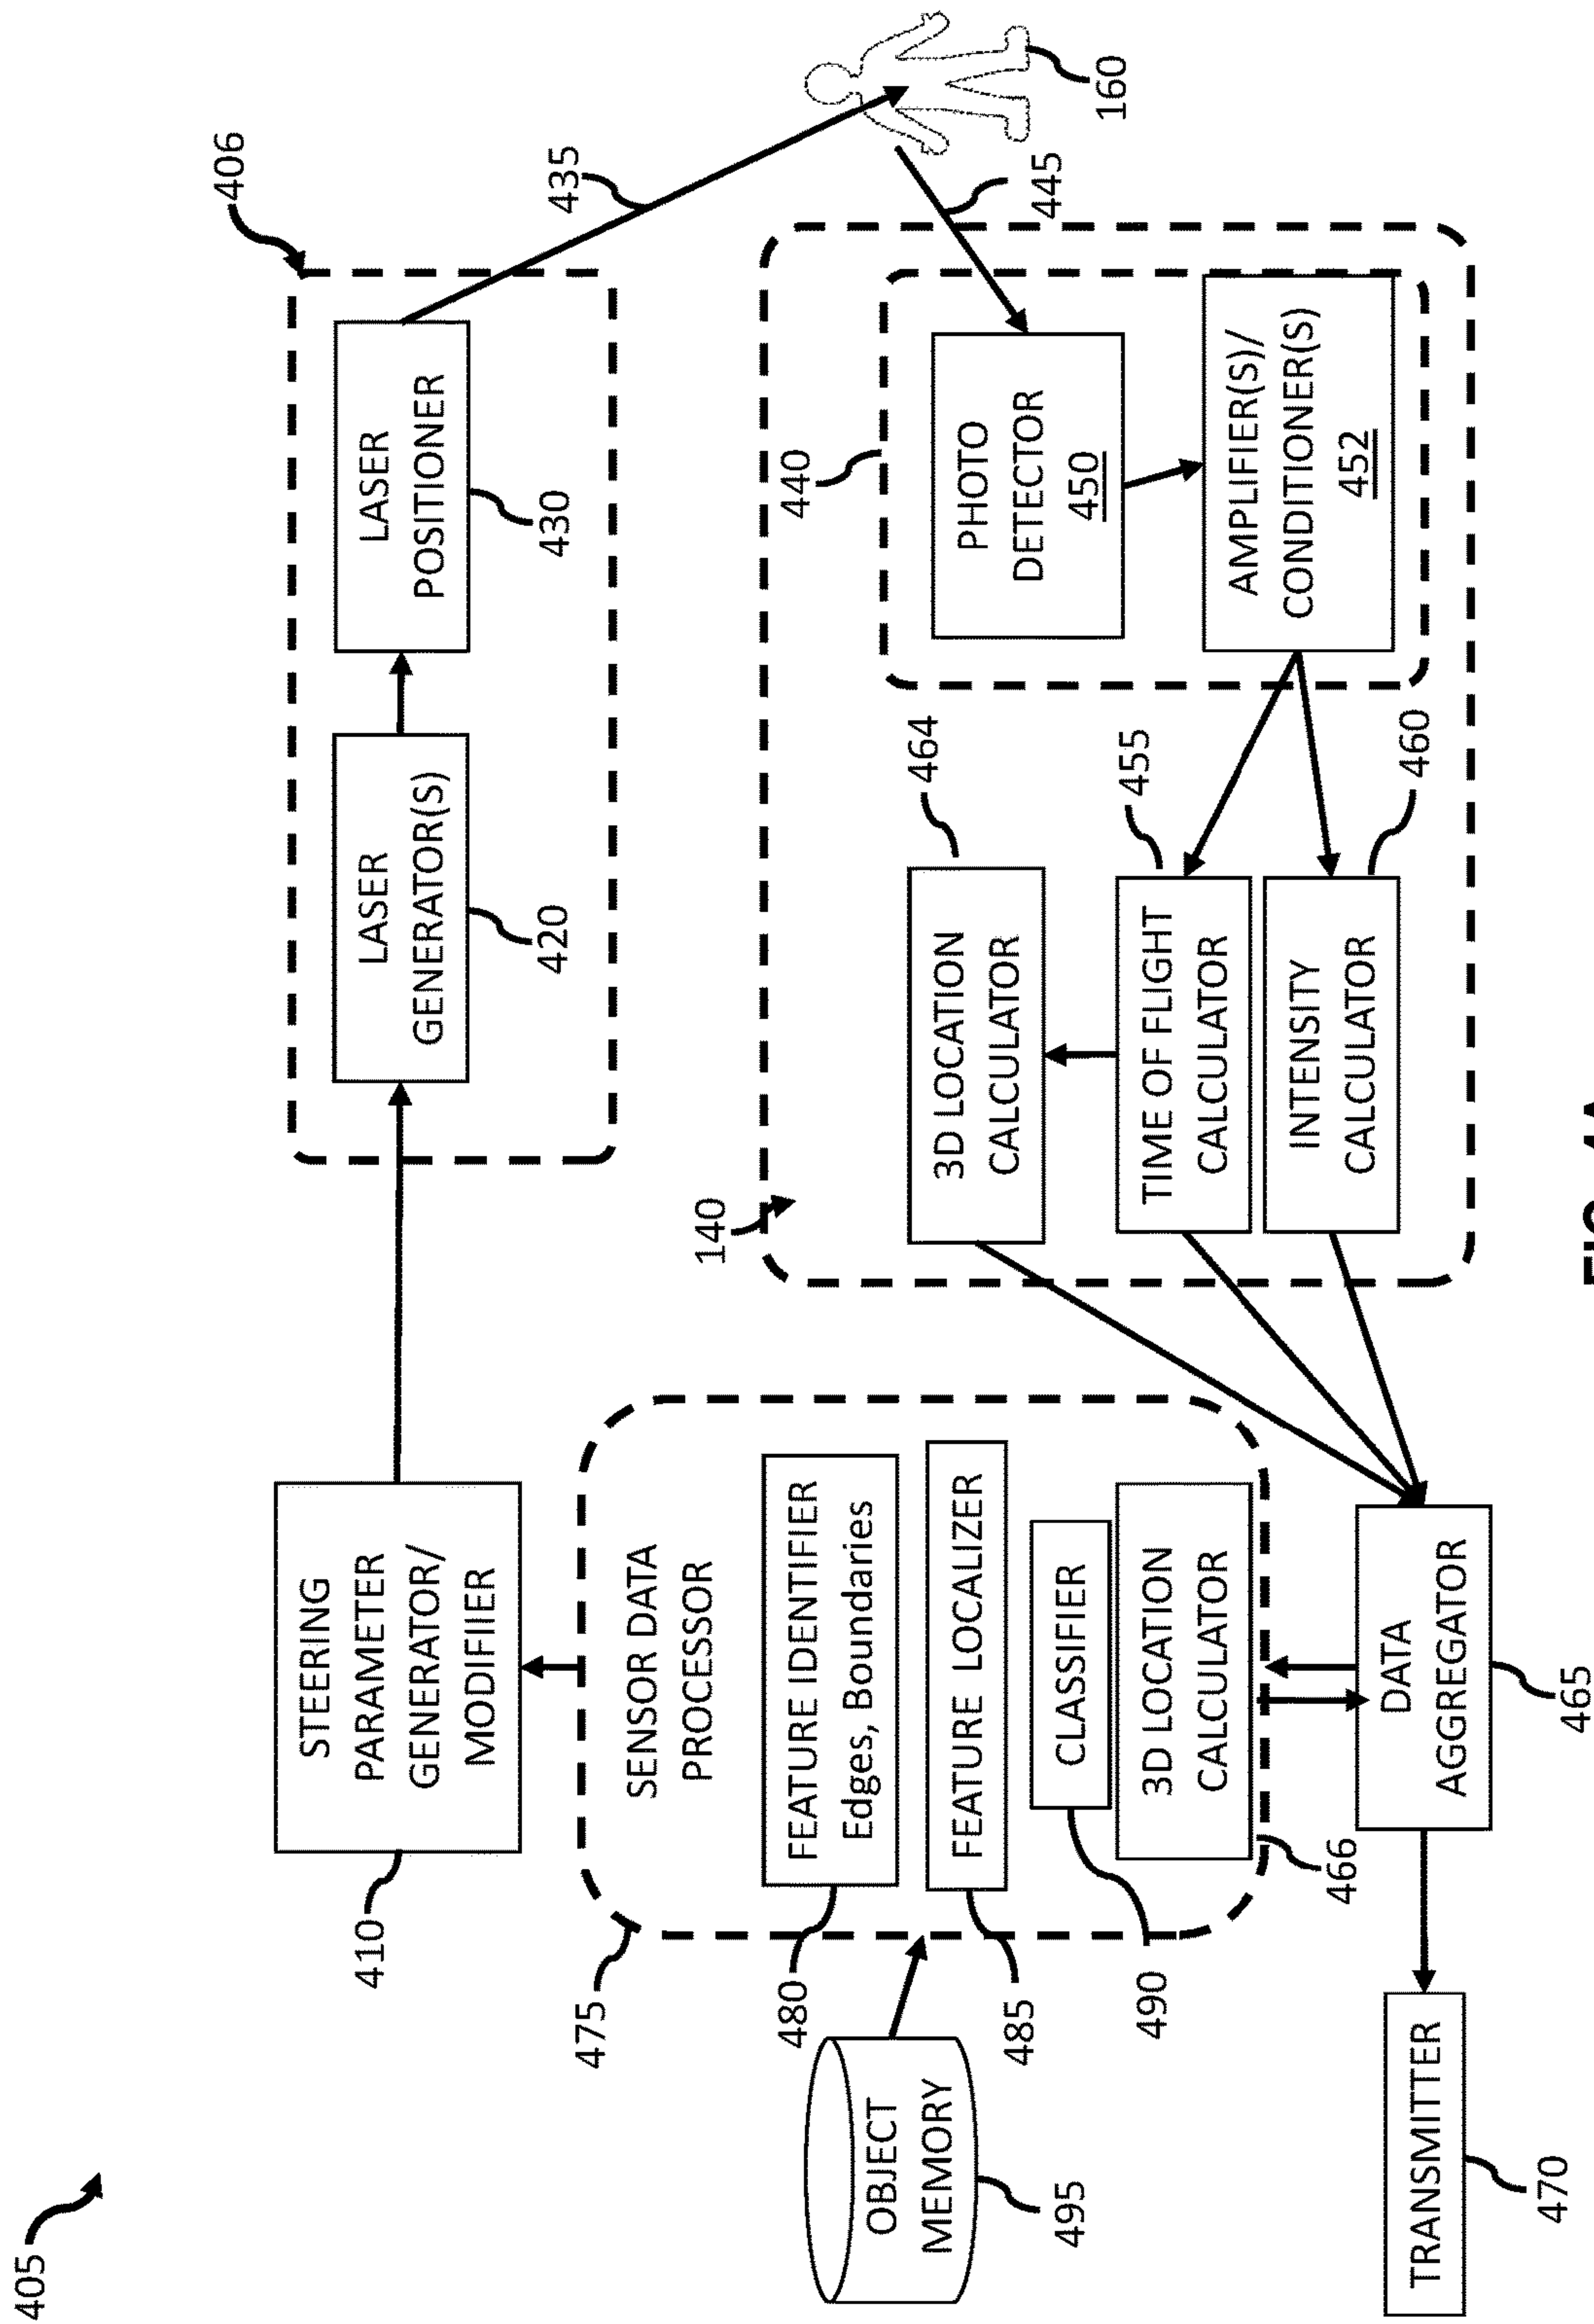 405
406
STEERING
PARAMETER
GENERATOR/
MODIFIIER
410
LASER
GENERATOR(S)
420
LASER
POSITIONER
430
435
160
475
SENSOR DATA
PROCESSOR
480
FEATURE IDENTIFIER
Edges, Boundaries
485
FEATURE LOCALIZER
490
CLASSIFIER
3D LOCATION
CALCULATOR
466
OBJECT
MEMORY
495
140
440
445
464
3D LOCATION
CALCULATOR
455
TIME OF FLIGHT
CALCULATOR
INTENSITY
CALCULATOR
460
PHOTO
DETECTOR
450
AMPLIFIER(S)/
CONDITIONER(S)
452
TRANSMITTER
470
DATA
AGGREGATOR
465
FIG. 4A